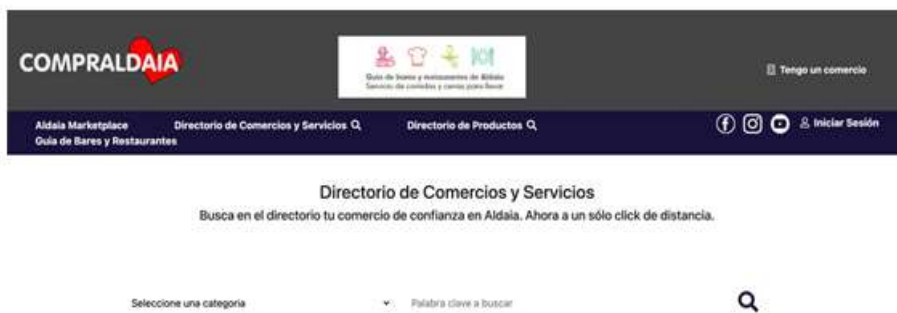 COMPRALDAIA
Guia de bares y restaurantes de Aldaia
Servicio de comidas y cenas para llevar
Tengo un comercio
Aldaia Marketplace
Directorio de Comercios y Servicios
Directorio de Productos
Iniciar Sesión
Guia de Bares y Restaurantes
Directorio de Comercios y Servicios
Busca en el directorio tu comercio de confianza en Aldaia. Ahora a un sólo click de distancia.
Seleccione una categoria
Palabra clave a buscar